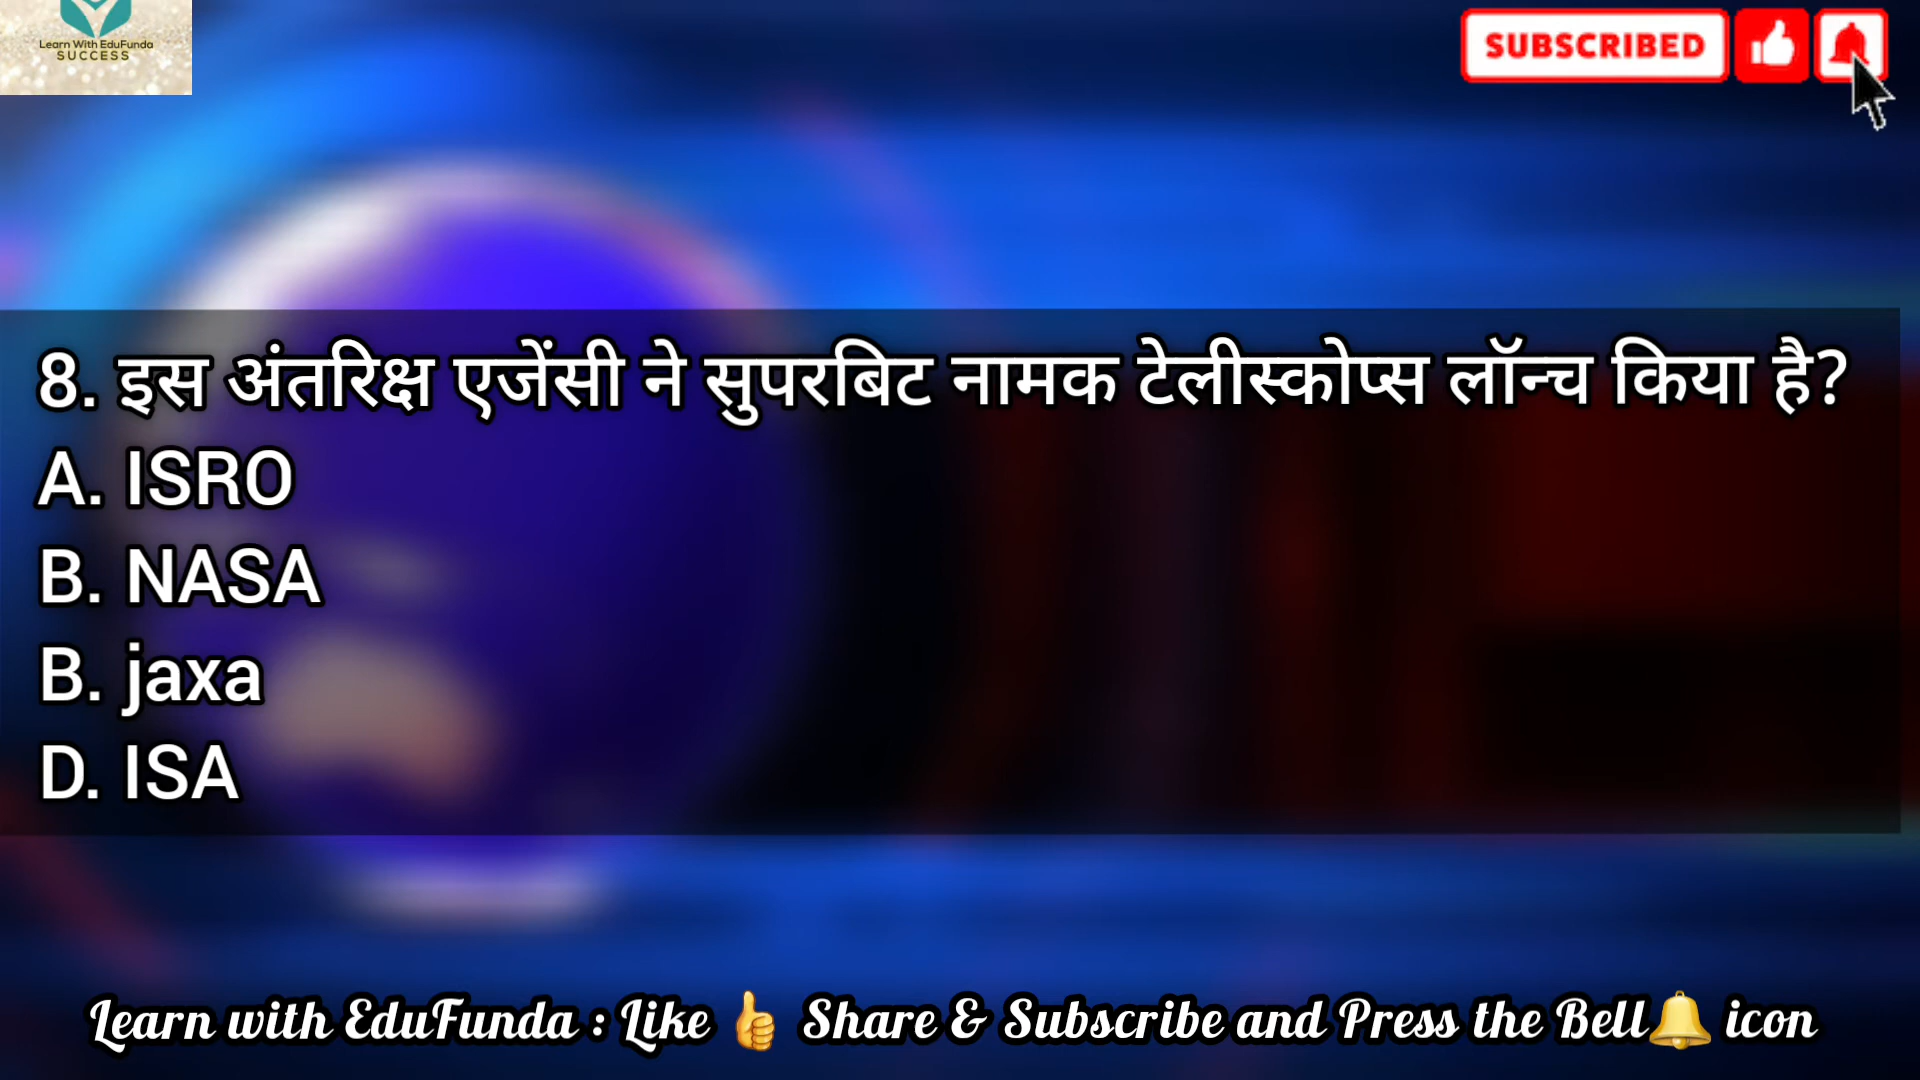 Learn With EduFunda
SUCCESS
SUBSCRIBED
8. इस अंतरिक्ष एजेंसी ने सुपरबिट नामक टेलीस्कोप्स लॉन्च किया है?
A. ISRO
B. NASA
B. jaxa
D. ISA
Learn with EduFunda : Like 👍 Share & Subscribe and Press the Bell🔔 icon